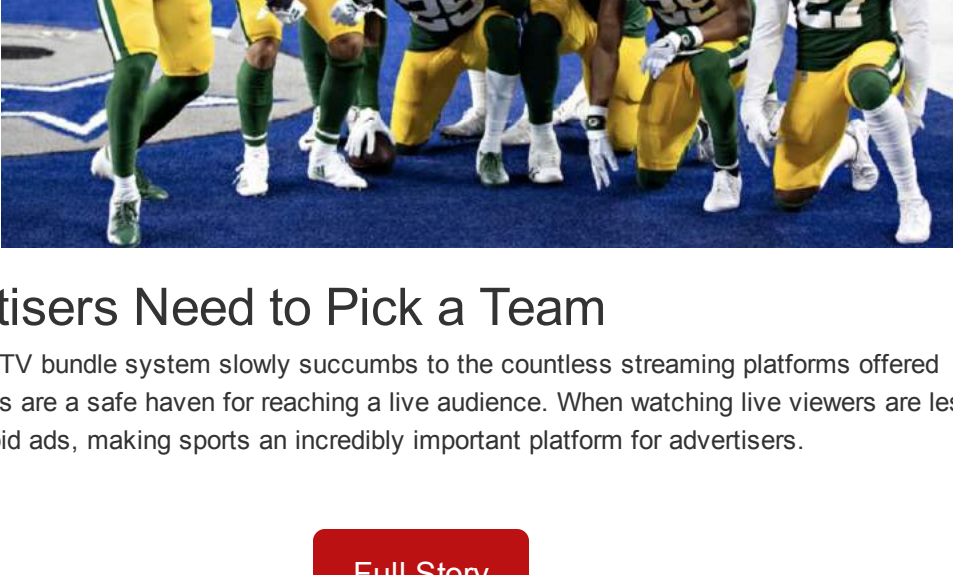 29
27
tisers Need to Pick a Team
TV bundle system slowly succumbs to the countless streaming platforms offered
s are a safe haven for reaching a live audience. When watching live viewers are les
id ads, making sports an incredibly important platform for advertisers.
Full Story